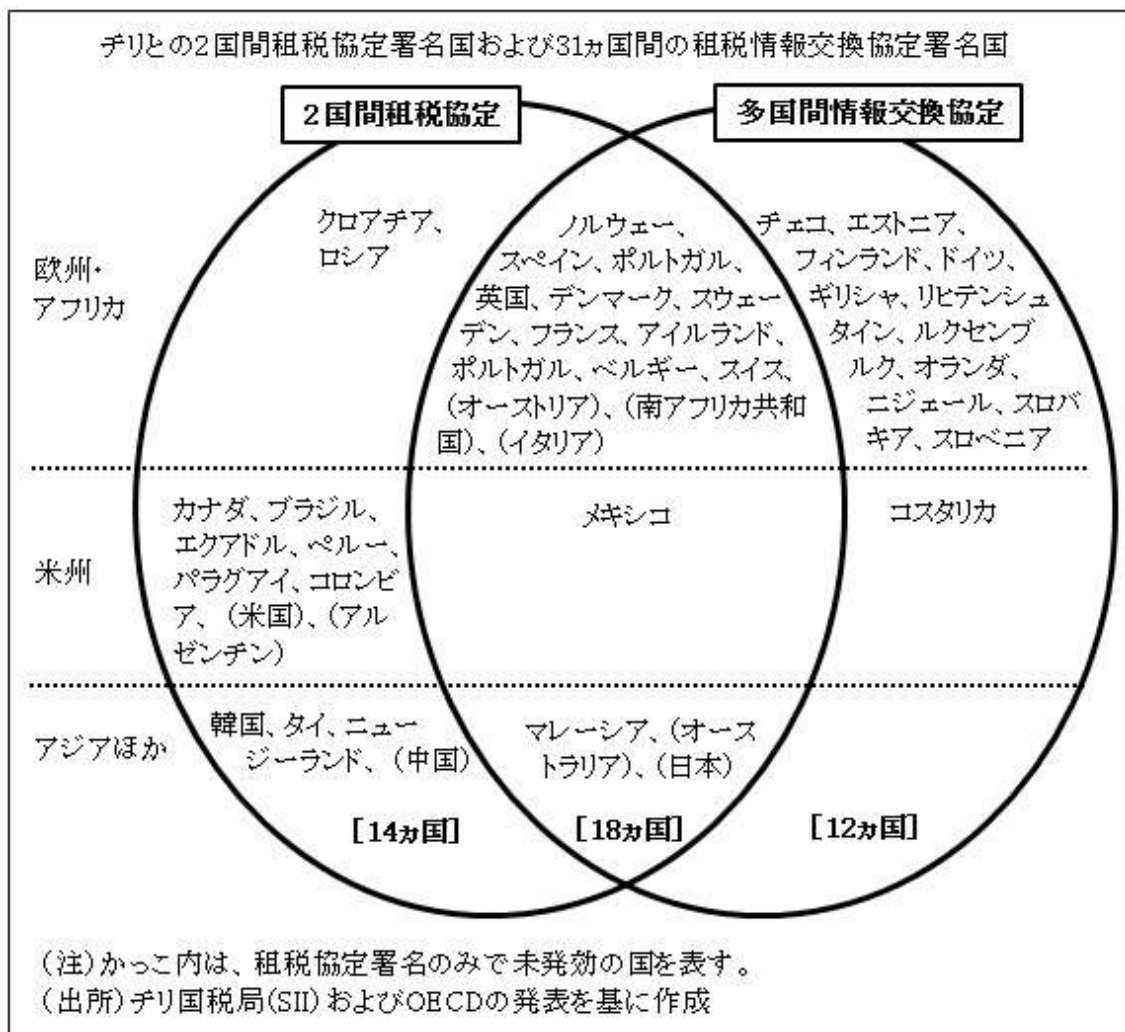 チリとの2国間租税協定署名国および31ヵ国間の租税情報交換協定署名国
2国間租税協定
多国間情報交換協定
欧州・
アフリカ
クロアチア、
ロシア
ノルウェー、
スペイン、ポルトガル、
英国、デンマーク、スウェー
デン、フランス、アイルランド、
ポルトガル、ベルギー、スイス、
(オーストリア)、(南アフリカ共和
国)、(イタリア)
チェコ、エストニア、
フィンランド、ドイツ、
ギリシャ、リヒテンシュ
タイン、ルクセンブ
ルク、オランダ、
ニジェール、スロバ
キア、スロベニア
米州
カナダ、ブラジル、
エクアドル、ペルー、
パラグアイ、コロンビ
ア、(米国)、(アル
ゼンチン)
メキシコ
コスタリカ
アジアほか
韓国、タイ、ニュー
ジーランド、(中国)
マレーシア、(オース
トラリア)、(日本)
[14ヵ国]
[18ヵ国]
[12ヵ国]
(注)かっこ内は、租税協定署名のみで未発効の国を表す。
(出所)チリ国税局(SII)およびOECDの発表を基に作成